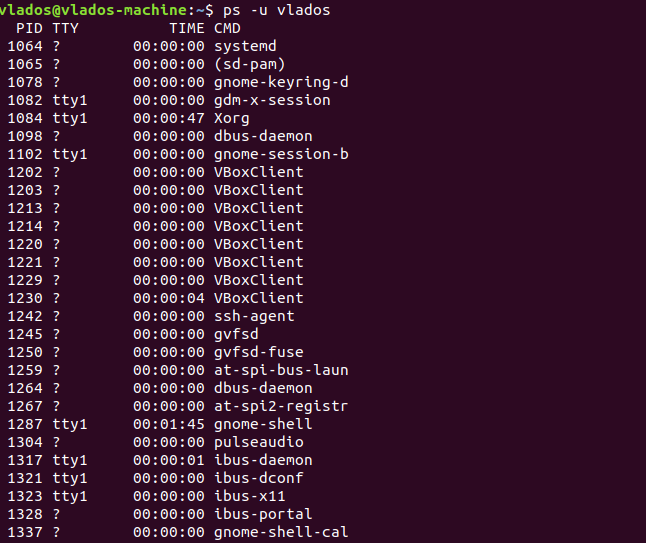 vlados@vlados-machine:~$ ps -u vlados
PID TTY TIME CMD
1064 ? 00:00:00 systemd
1065 ? 00:00:00 (sd-pam)
1078 ? 00:00:00 gnome-keyring-d
1082 tty1 00:00:00 gdm-x-session
1084 tty1 00:00:47 Xorg
1098 ? 00:00:00 dbus-daemon
1102 tty1 00:00:00 gnome-session-b
1202 ? 00:00:00 VBoxClient
1203 ? 00:00:00 VBoxClient
1213 ? 00:00:00 VBoxClient
1214 ? 00:00:00 VBoxClient
1220 ? 00:00:00 VBoxClient
1221 ? 00:00:00 VBoxClient
1229 ? 00:00:00 VBoxClient
1230 ? 00:00:04 VBoxClient
1242 ? 00:00:00 ssh-agent
1245 ? 00:00:00 gvfsd
1250 ? 00:00:00 gvfsd-fuse
1259 ? 00:00:00 at-spi-bus-laun
1264 ? 00:00:00 dbus-daemon
1267 ? 00:00:00 at-spi2-registr
1287 tty1 00:01:45 gnome-shell
1304 ? 00:00:00 pulseaudio
1317 tty1 00:00:01 ibus-daemon
1321 tty1 00:00:00 ibus-dconf
1323 tty1 00:00:00 ibus-x11
1328 ? 00:00:00 ibus-portal
1337 ? 00:00:00 gnome-shell-cal